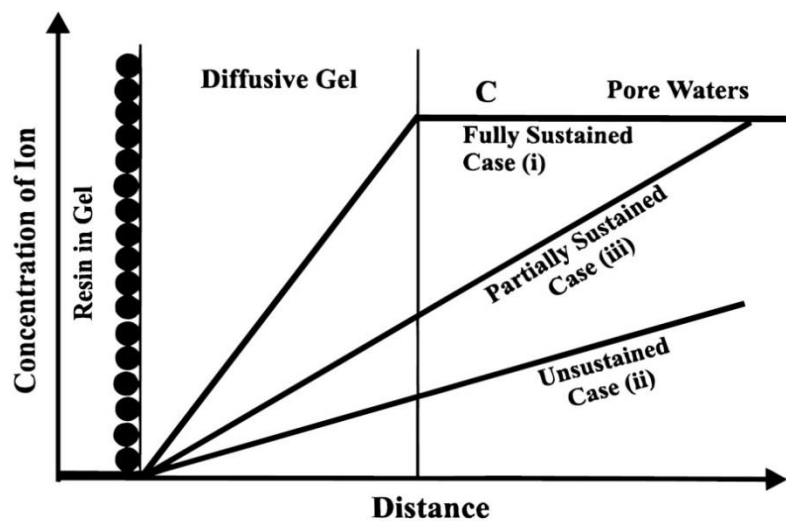 Concentration of Ion
Resin in Gel
Diffusive Gel
C
Pore Waters
Fully Sustained
Case (i)
Partially Sustained
Case (iii)
Unsustained
Case (ii)
Distance